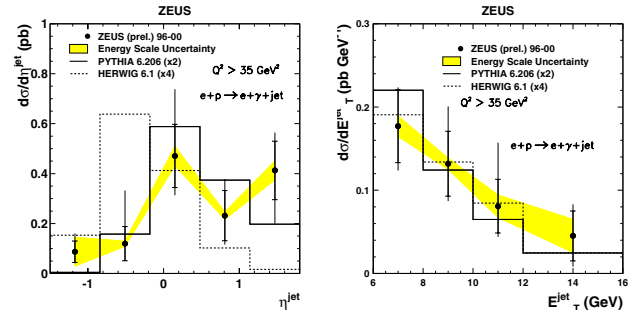 ZEUS
dσ/dη^jet (pb)
1
0.8
0.6
0.4
0.2
0
ZEUS (prel.) 96-00
Energy Scale Uncertainty
PYTHIA 6.206 (x2)
HERWIG 6.1 (x4)
Q² > 35 GeV²
e+p → e+γ+jet
-1 0 1
η^jet
ZEUS
dσ/dE^jet_T (pb GeV⁻¹)
0.3
0.2
0.1
0
ZEUS (prel.) 96-00
Energy Scale Uncertainty
PYTHIA 6.206 (x2)
HERWIG 6.1 (x4)
Q² > 35 GeV²
e+p → e+γ+jet
6 8 10 12 14 16
E^jet_T (GeV)